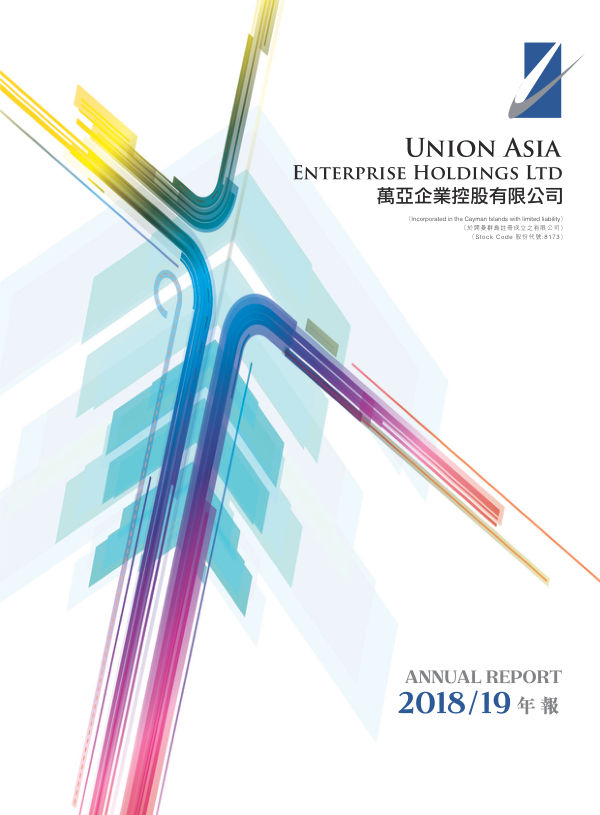 UNION ASIA
ENTERPRISE HOLDINGS LTD
萬亞企業控股有限公司
(Incorporated in the Cayman Islands with limited liability)
(於開曼群島註冊成立之有限公司)
(Stock Code 股份代號:8173)
ANNUAL REPORT
2018/19 年報